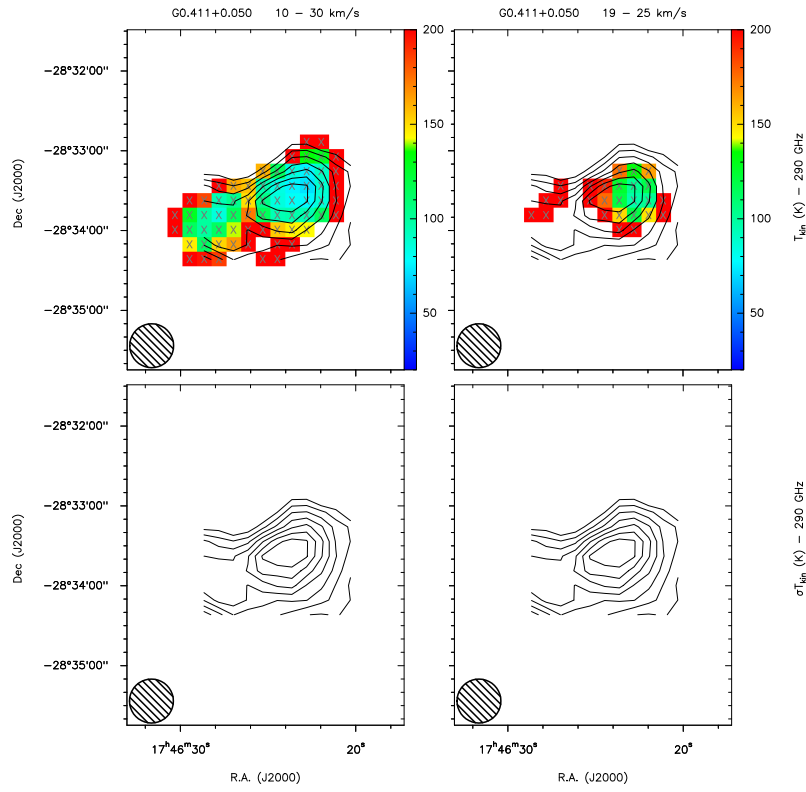 G0.411+0.050 10 – 30 km/s
G0.411+0.050 19 – 25 km/s
200
150
100
50
200
150
100
50
−28°32'00''
−28°33'00''
−28°34'00''
−28°35'00''
Dec (J2000)
T_kin (K) – 290 GHz
−28°32'00''
−28°33'00''
−28°34'00''
−28°35'00''
Dec (J2000)
σT_kin (K) – 290 GHz
17ʰ46ᵐ30ˢ 20ˢ
17ʰ46ᵐ30ˢ 20ˢ
R.A. (J2000)
R.A. (J2000)